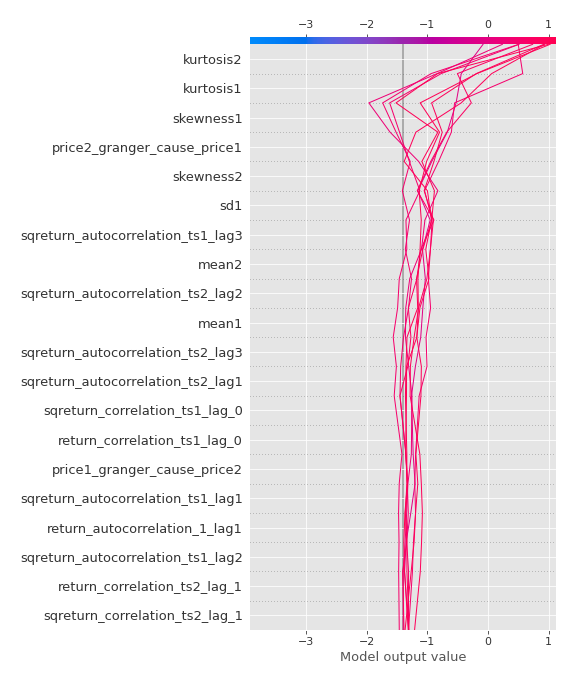 −3 −2 −1 0 1
kurtosis2
kurtosis1
skewness1
price2_granger_cause_price1
skewness2
sd1
sqreturn_autocorrelation_ts1_lag3
mean2
sqreturn_autocorrelation_ts2_lag2
mean1
sqreturn_autocorrelation_ts2_lag3
sqreturn_autocorrelation_ts2_lag1
sqreturn_correlation_ts1_lag_0
return_correlation_ts1_lag_0
price1_granger_cause_price2
sqreturn_autocorrelation_ts1_lag1
return_autocorrelation_1_lag1
sqreturn_autocorrelation_ts1_lag2
return_correlation_ts2_lag_1
sqreturn_correlation_ts2_lag_1
−3 −2 −1 0 1
Model output value